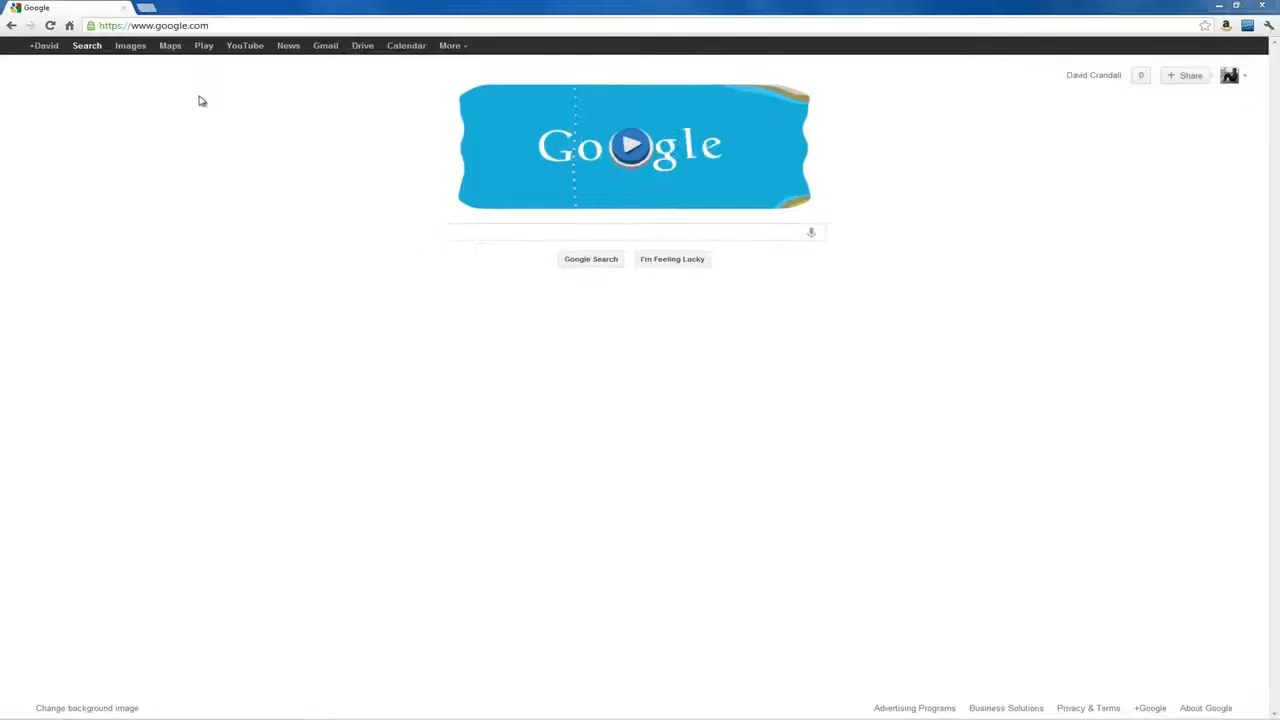 Google
https://www.google.com
+David Search Images Maps Play YouTube News Gmail Drive Calendar More
David Crandall 0 + Share
Google
Google Search I'm Feeling Lucky
Change background image Advertising Programs Business Solutions Privacy & Terms +Google About Google